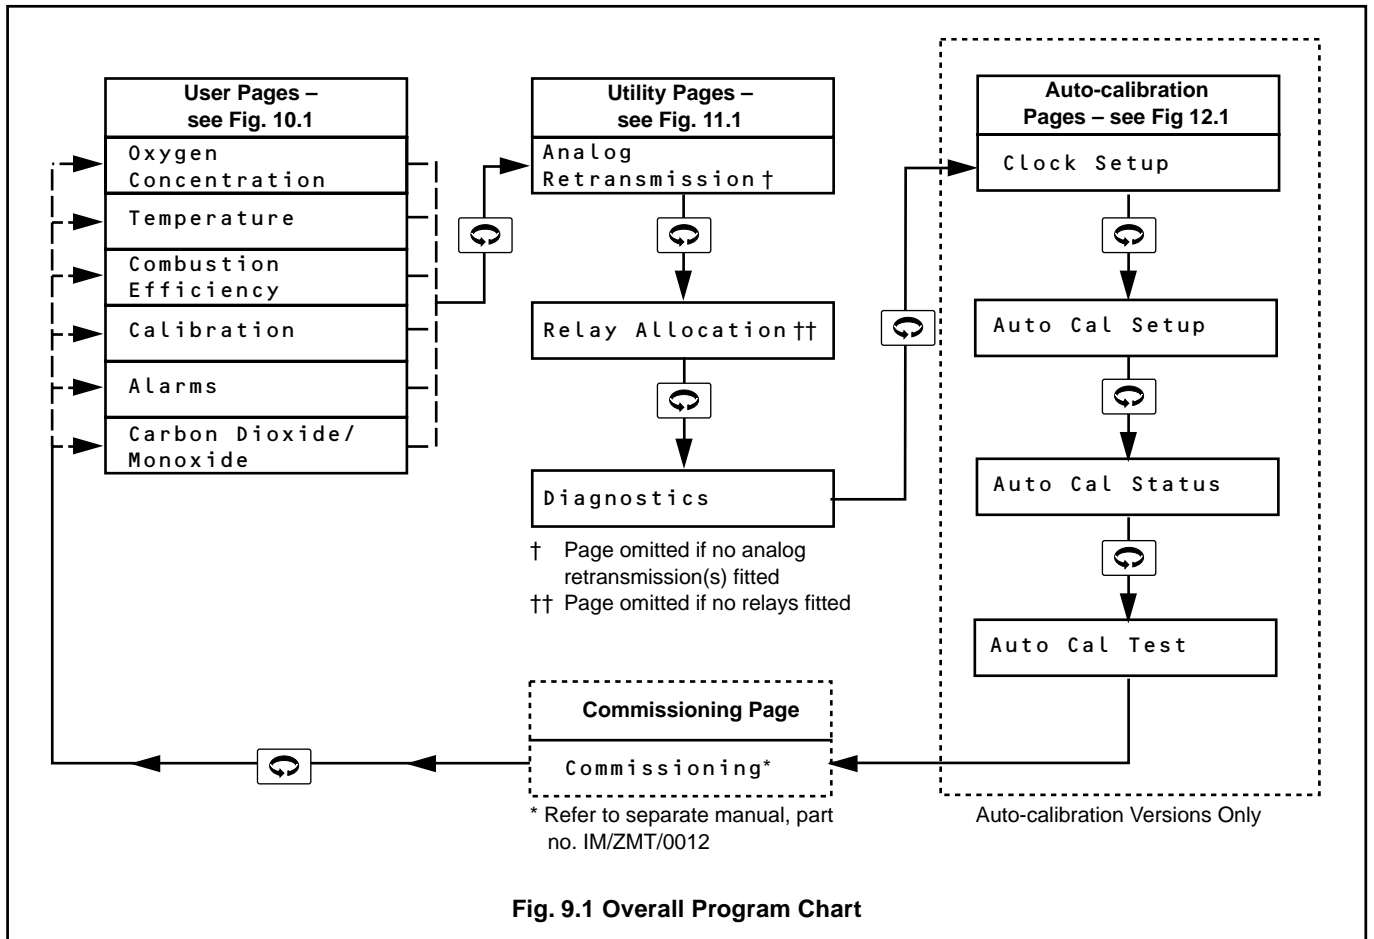 User Pages –
see Fig. 10.1
Oxygen
Concentration
Temperature
Combustion
Efficiency
Calibration
Alarms
Carbon Dioxide/
Monoxide
Utility Pages –
see Fig. 11.1
Analog
Retransmission †
Relay Allocation ††
Diagnostics
† Page omitted if no analog
retransmission(s) fitted
†† Page omitted if no relays fitted
Auto-calibration
Pages – see Fig 12.1
Clock Setup
Auto Cal Setup
Auto Cal Status
Auto Cal Test
Auto-calibration Versions Only
Commissioning Page
Commissioning*
* Refer to separate manual, part
no. IM/ZMT/0012
Fig. 9.1 Overall Program Chart